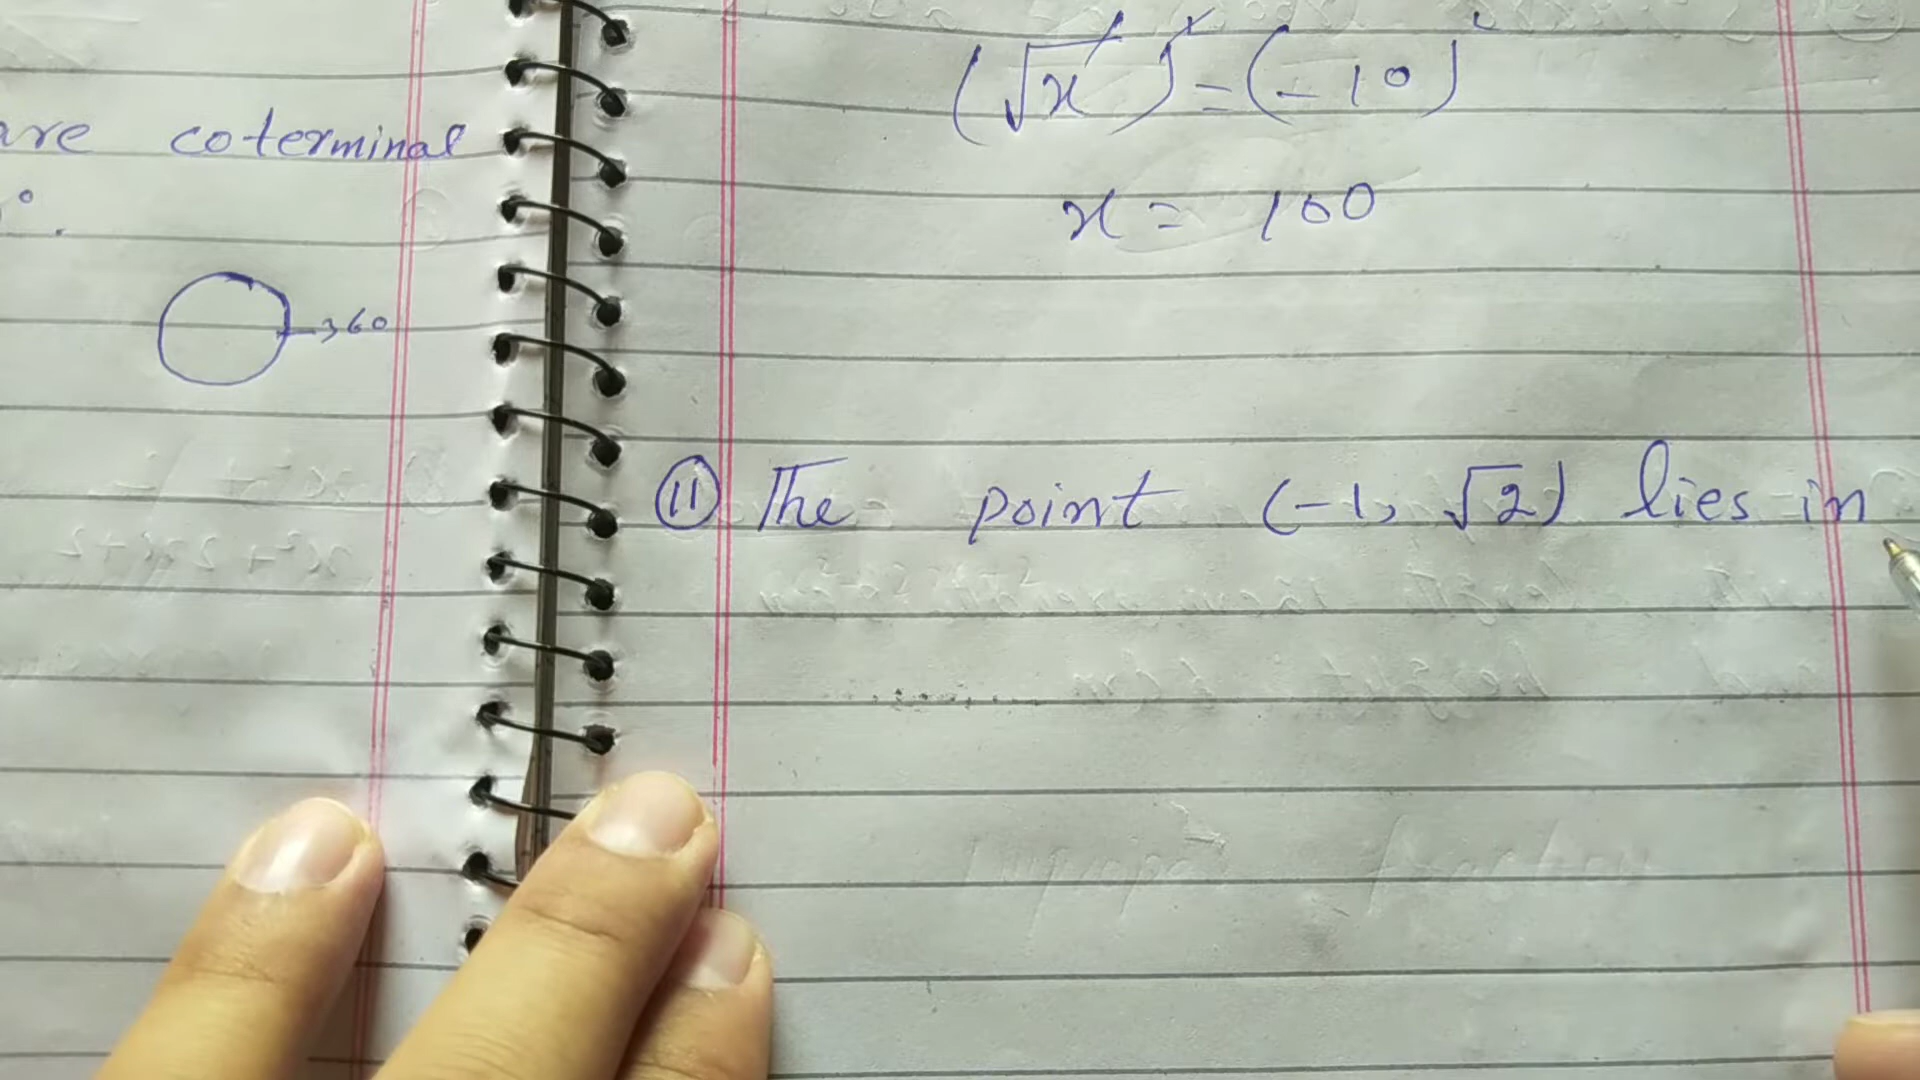 are coterminal
°.
360
(√x)² = (-10)²
x = 100
(11) The point (-1, √2) lies in